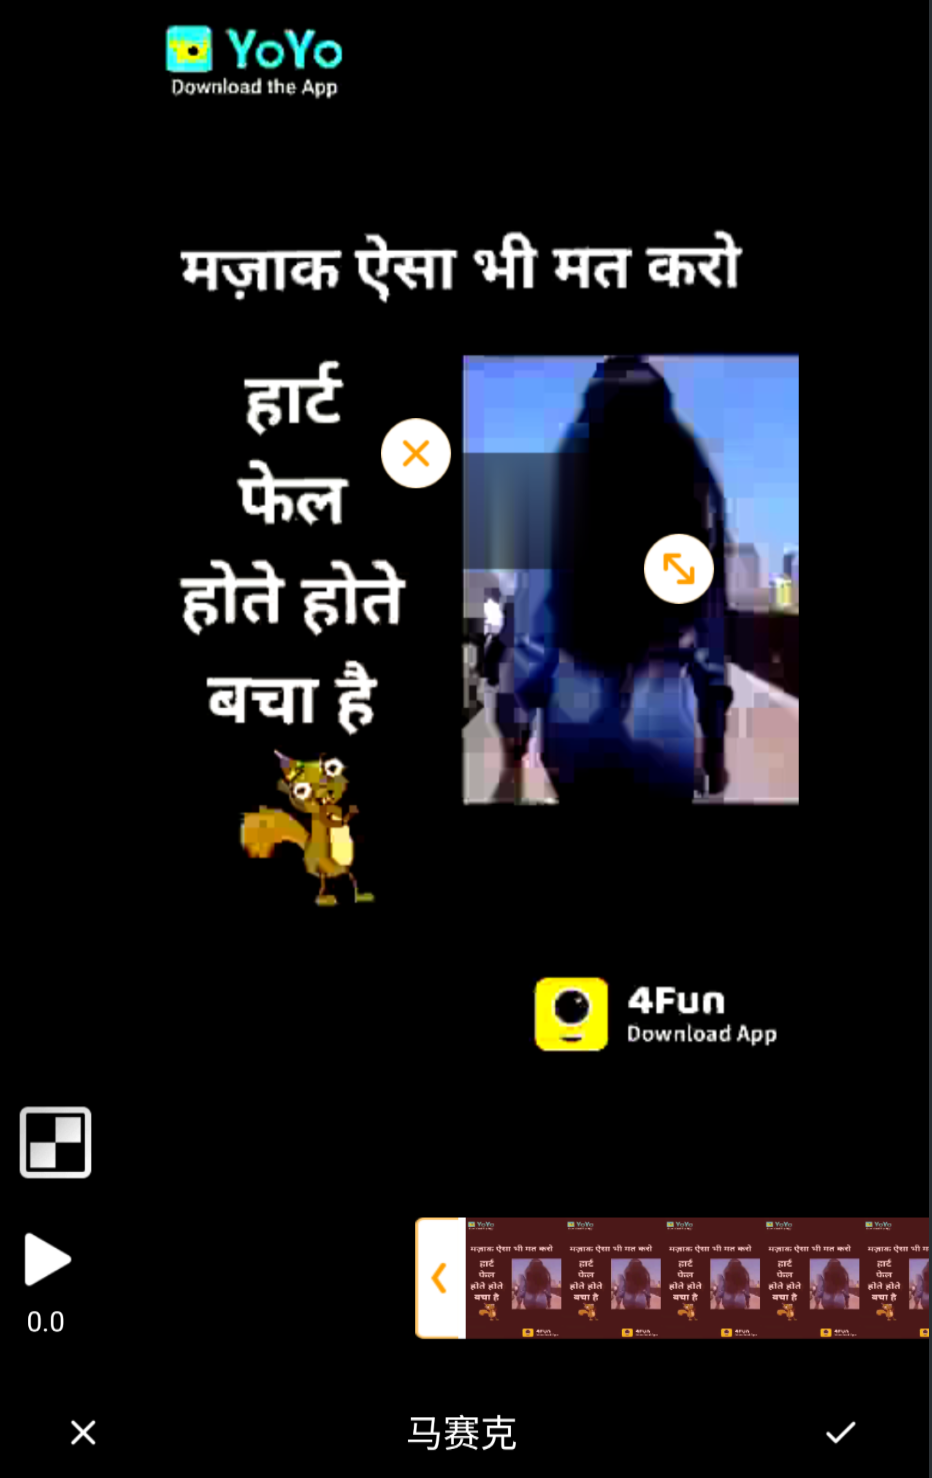 YoYo
Download the App
मज़ाक ऐसा भी मत करो
हार्ट
फेल
होते होते
बचा है
4Fun
Download App
0.0
马赛克